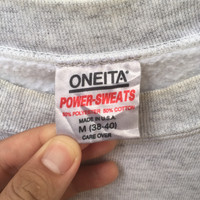 ONEITA®
POWER-SWEATS
50% POLYESTER 50% COTTON
MADE IN U.S.A.
M (38-40)
CARE OVER